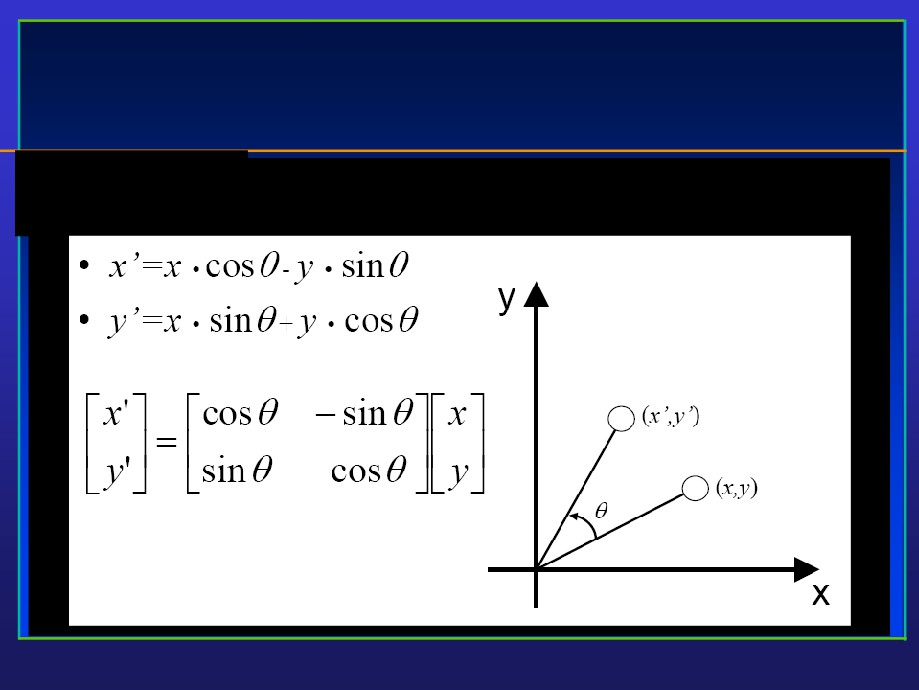 • x’=x · cosθ - y · sinθ
• y’=x · sinθ + y · cosθ
[x'] = [cosθ −sinθ] [x]
[y'] = [sinθ cosθ] [y]
y
(x’,y’)
(x,y)
θ
x